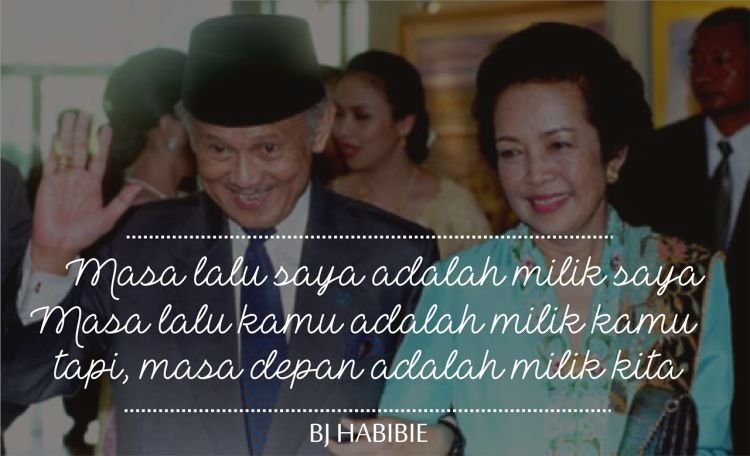 Masa lalu saya adalah milik saya
Masa lalu kamu adalah milik kamu
tapi, masa depan adalah milik kita
BJ HABIBIE